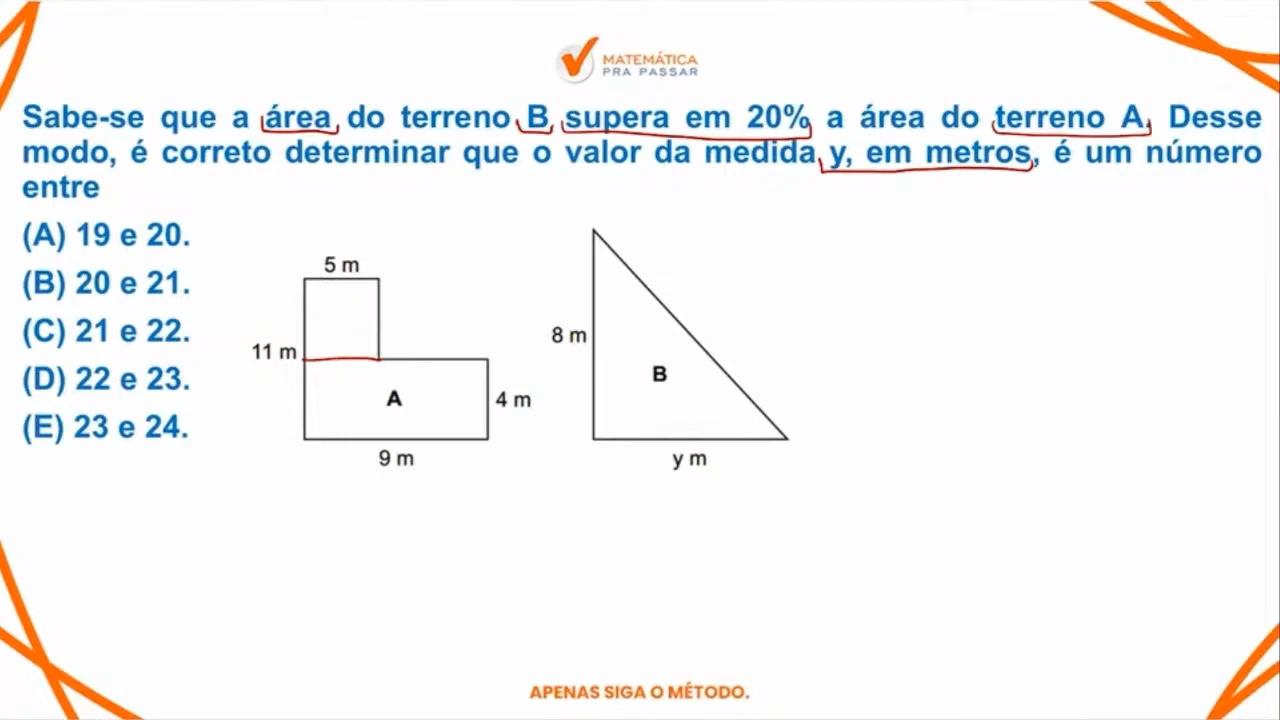 MATEMÁTICA
PRA PASSAR
Sabe-se que a área do terreno B supera em 20% a área do terreno A. Desse
modo, é correto determinar que o valor da medida y, em metros, é um número
entre
(A) 19 e 20.
(B) 20 e 21.
(C) 21 e 22.
(D) 22 e 23.
(E) 23 e 24.
5 m
11 m
A
4 m
9 m
8 m
B
y m
APENAS SIGA O MÉTODO.